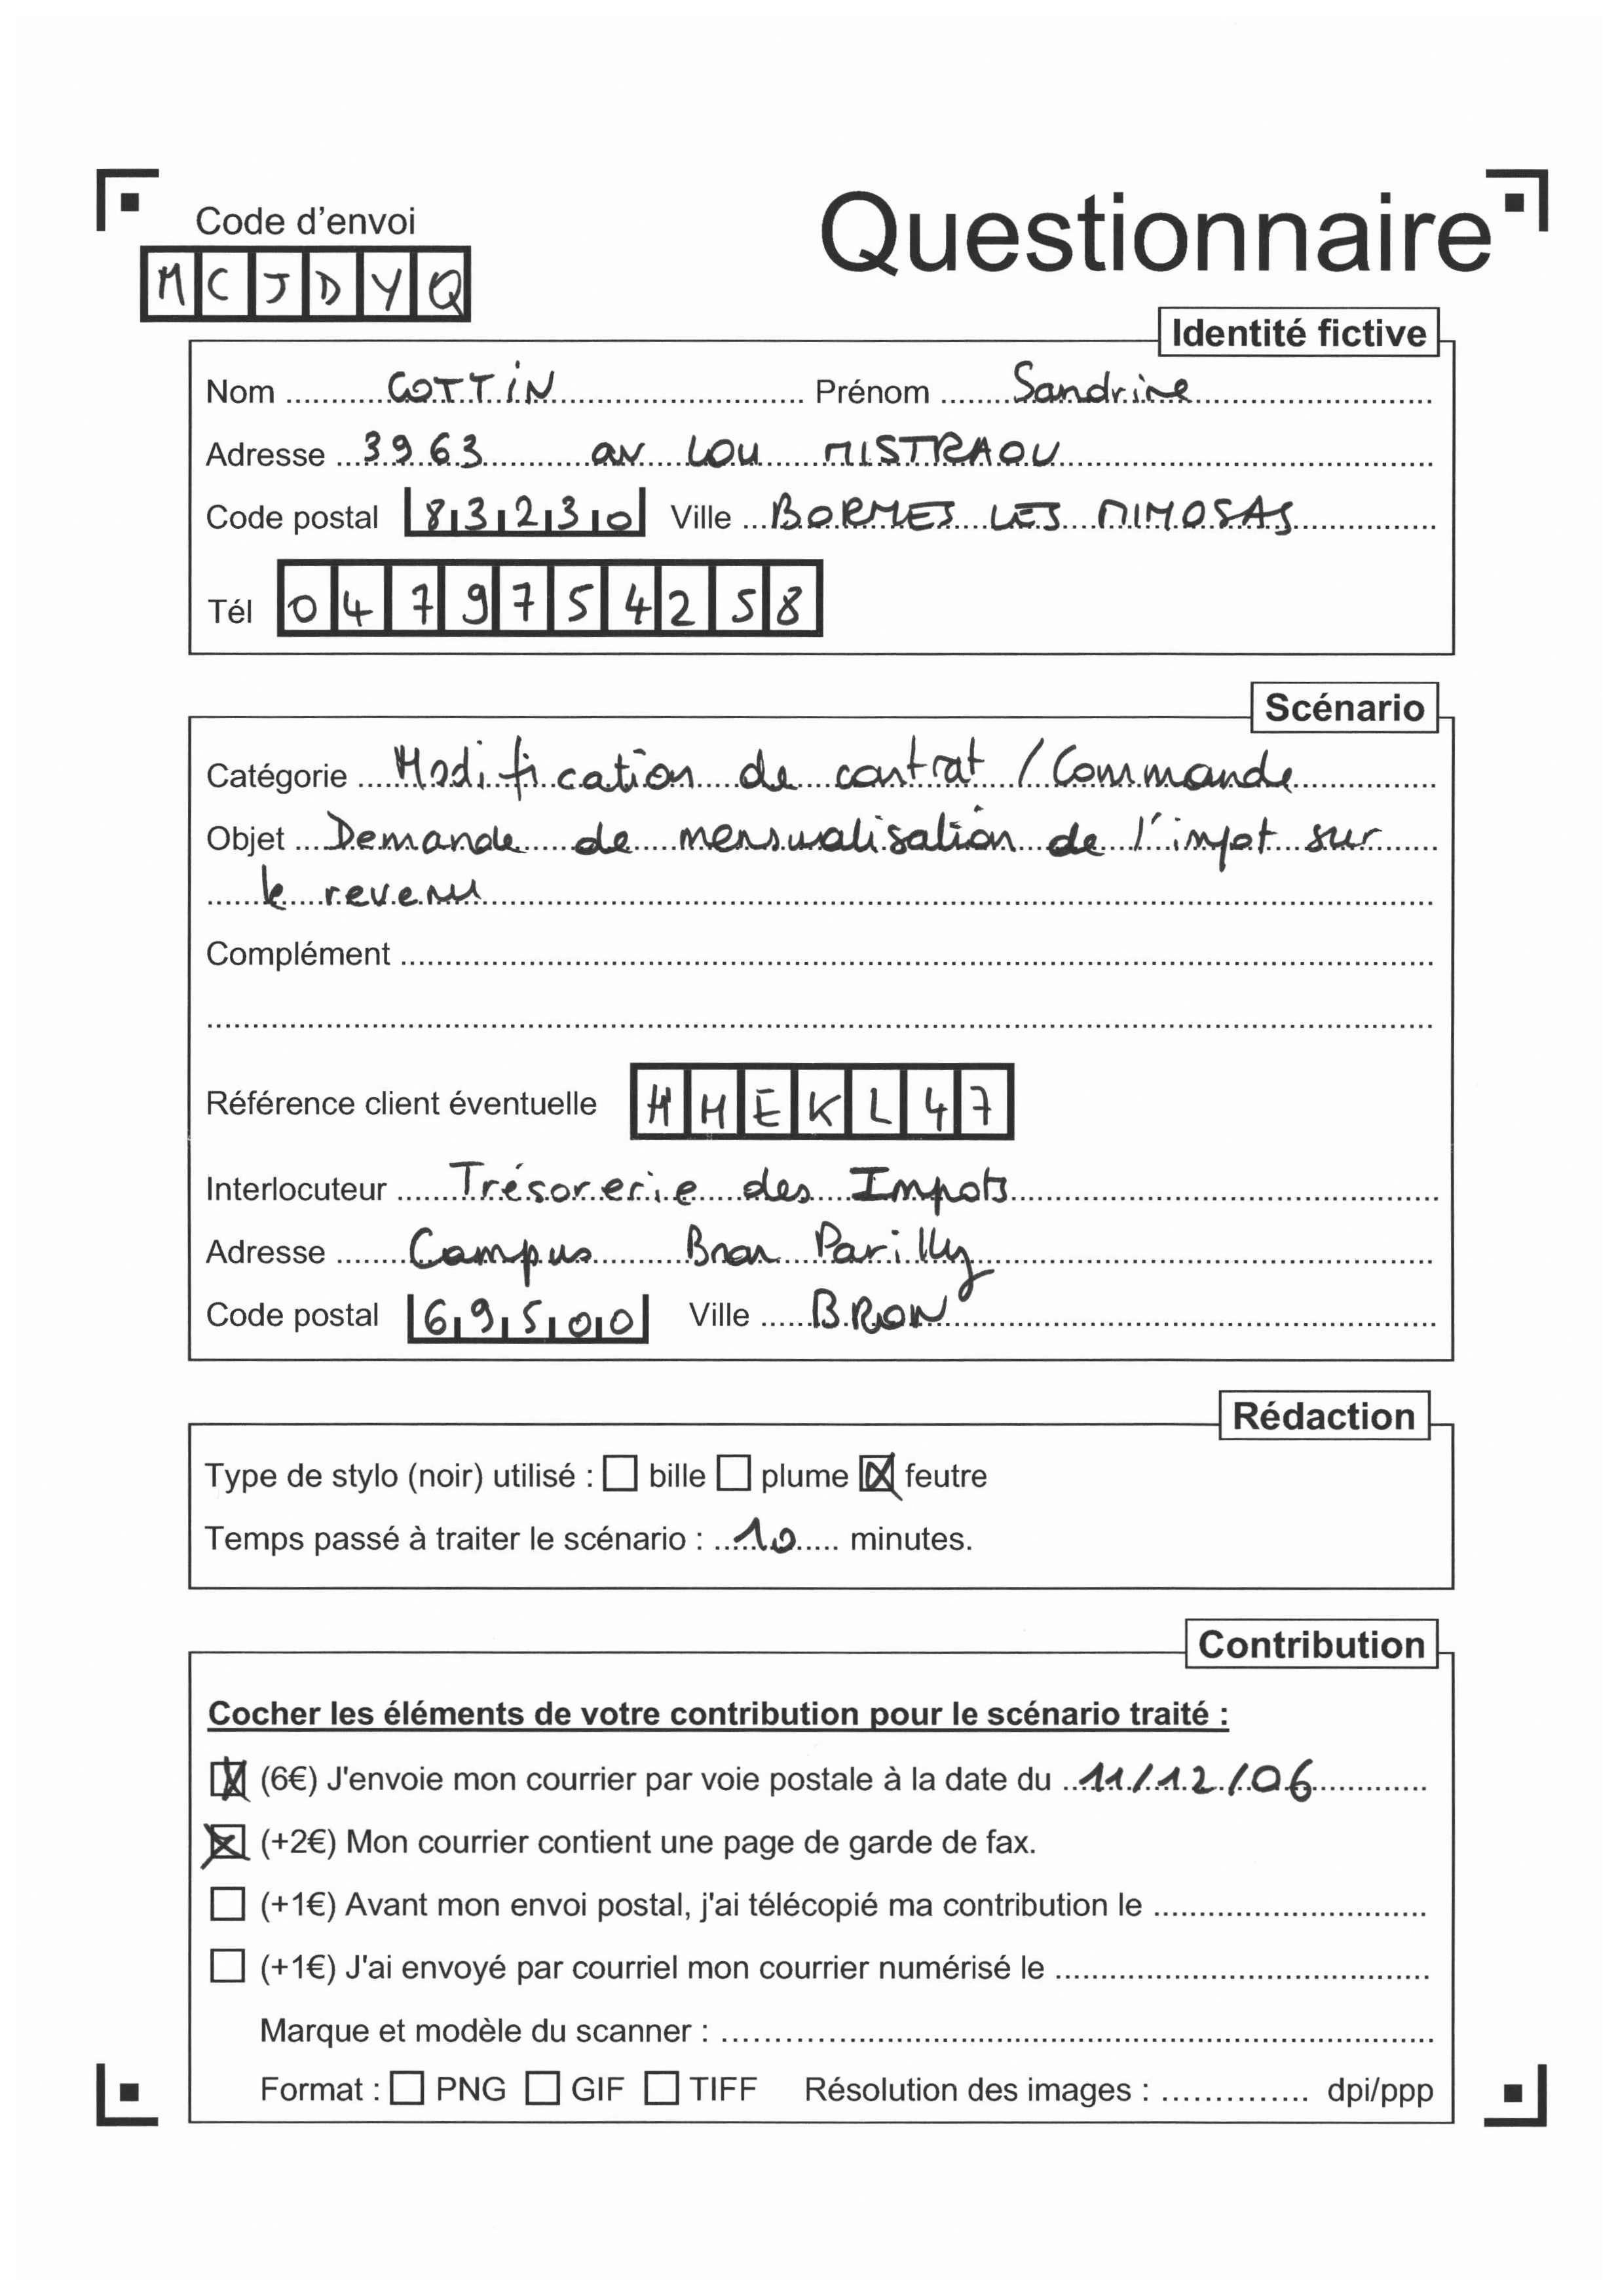 Code d'envoi
Questionnaire
MCJDYQ
Identité fictive
Nom COTTIN Prénom Sandrine
Adresse 3963 av LOU MISTRAOU
Code postal 83230 Ville BORMES LES MIMOSAS
Tél 0479754258
Scénario
Catégorie Modification de contrat / Commande
Objet Demande de mensualisation de l'impot sur
le revenu
Complément
Référence client éventuelle HMEKL47
Interlocuteur Trésorerie des Impots
Adresse Campus Bron Parilly
Code postal 69500 Ville BRON
Rédaction
Type de stylo (noir) utilisé : bille plume feutre
Temps passé à traiter le scénario : 10 minutes.
Contribution
Cocher les éléments de votre contribution pour le scénario traité :
(6€) J'envoie mon courrier par voie postale à la date du 11/12/06
(+2€) Mon courrier contient une page de garde de fax.
(+1€) Avant mon envoi postal, j'ai télécopié ma contribution le
(+1€) J'ai envoyé par courriel mon courrier numérisé le
Marque et modèle du scanner :
Format : PNG GIF TIFF Résolution des images : dpi/ppp